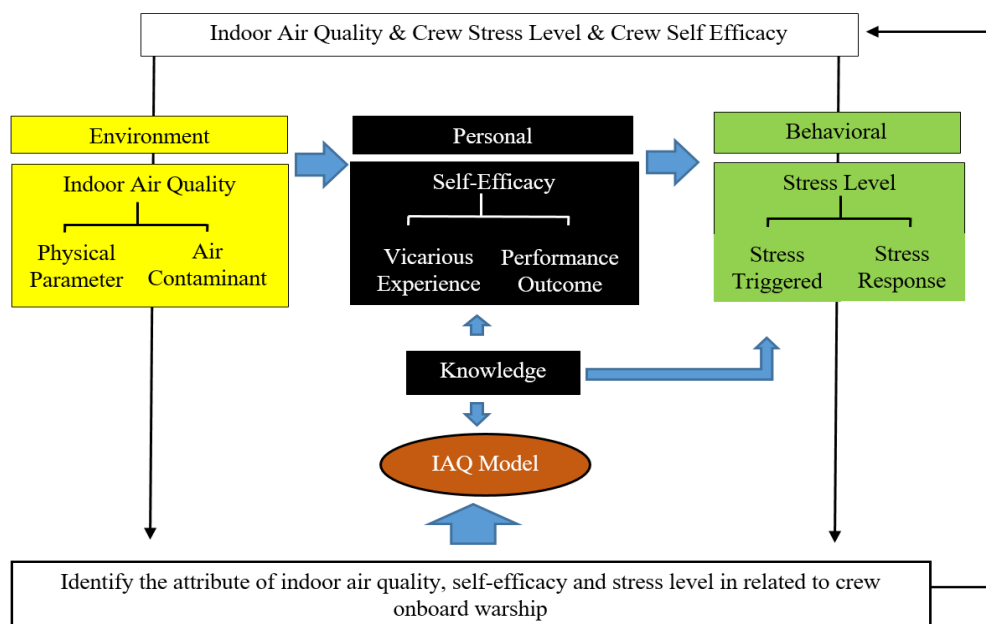 Indoor Air Quality & Crew Stress Level & Crew Self Efficacy
Environment
Indoor Air Quality
Physical
Parameter
Air
Contaminant
Personal
Self-Efficacy
Vicarious
Experience
Performance
Outcome
Behavioral
Stress Level
Stress
Triggered
Stress
Response
Knowledge
IAQ Model
Identify the attribute of indoor air quality, self-efficacy and stress level in related to crew
onboard warship